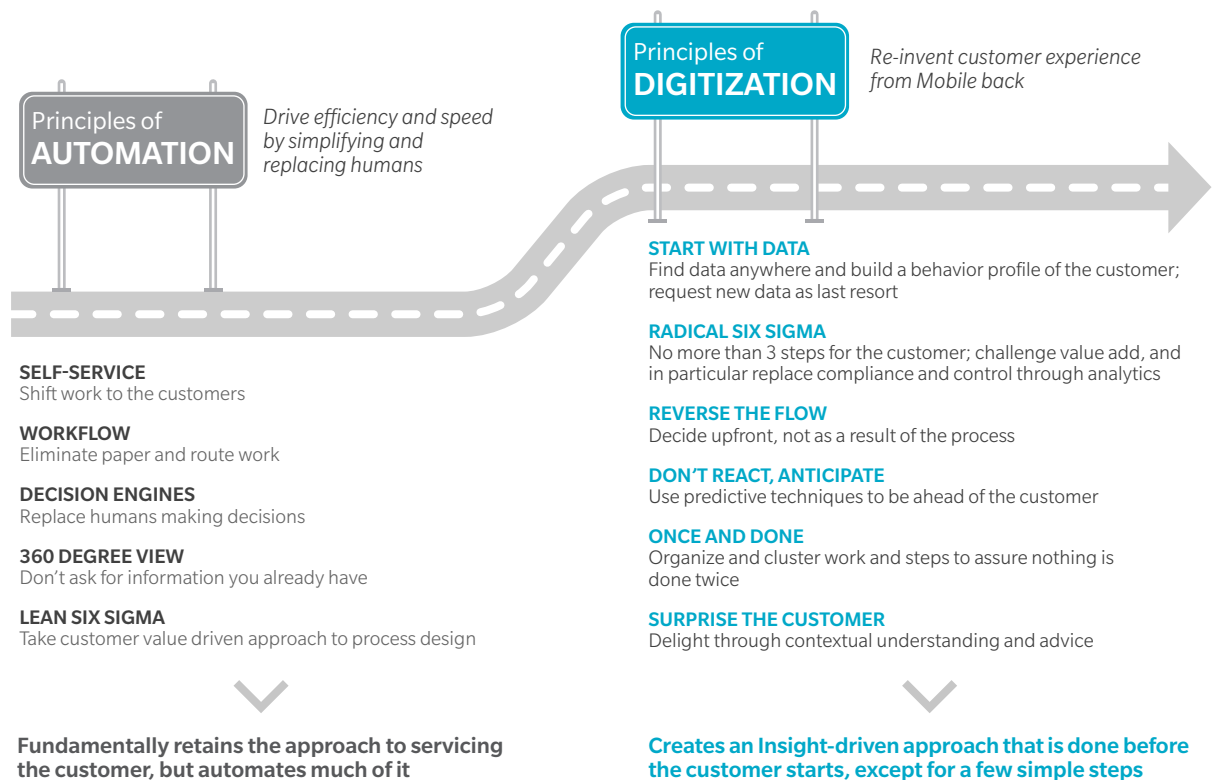 Principles of
AUTOMATION
Drive efficiency and speed
by simplifying and
replacing humans
SELF-SERVICE
Shift work to the customers
WORKFLOW
Eliminate paper and route work
DECISION ENGINES
Replace humans making decisions
360 DEGREE VIEW
Don’t ask for information you already have
LEAN SIX SIGMA
Take customer value driven approach to process design
Fundamentally retains the approach to servicing
the customer, but automates much of it
Principles of
DIGITIZATION
Re-invent customer experience
from Mobile back
START WITH DATA
Find data anywhere and build a behavior profile of the customer;
request new data as last resort
RADICAL SIX SIGMA
No more than 3 steps for the customer; challenge value add, and
in particular replace compliance and control through analytics
REVERSE THE FLOW
Decide upfront, not as a result of the process
DON’T REACT, ANTICIPATE
Use predictive techniques to be ahead of the customer
ONCE AND DONE
Organize and cluster work and steps to assure nothing is
done twice
SURPRISE THE CUSTOMER
Delight through contextual understanding and advice
Creates an Insight-driven approach that is done before
the customer starts, except for a few simple steps